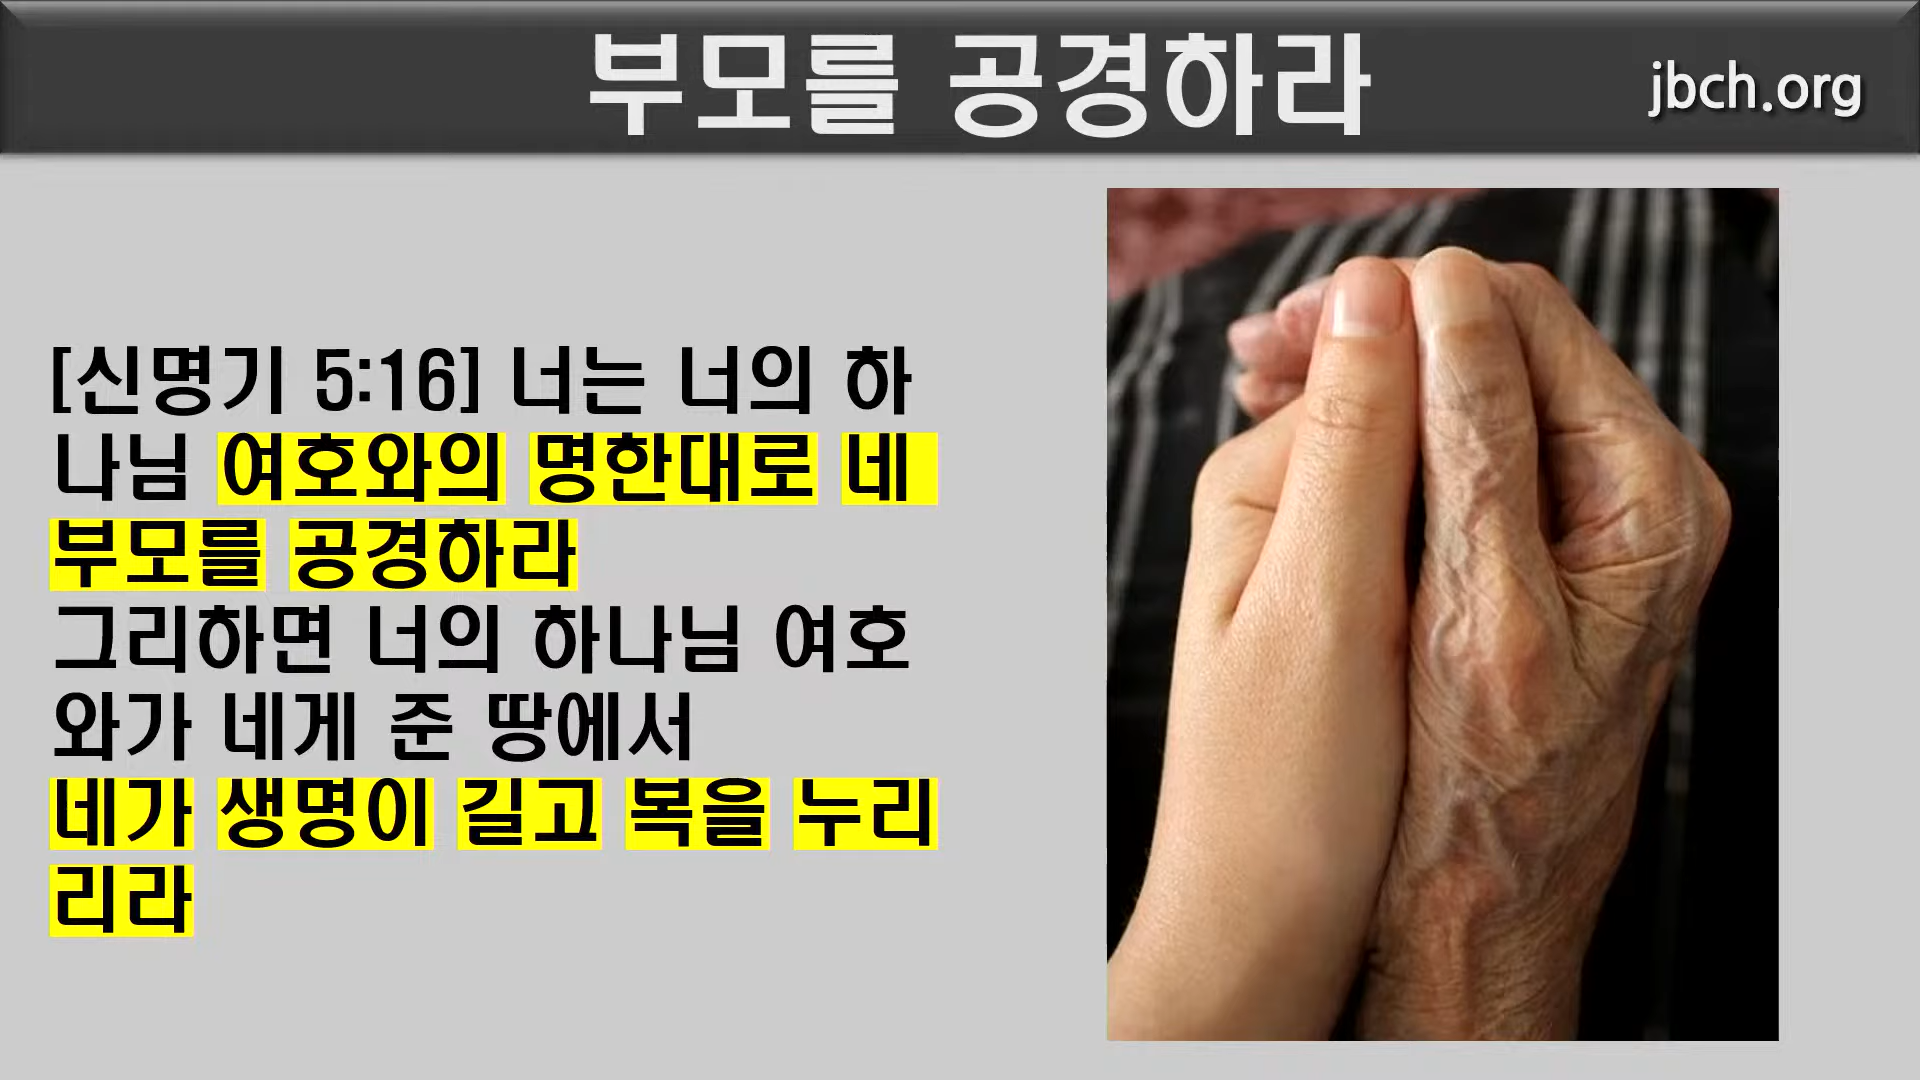 부모를 공경하라
jbch.org
[신명기 5:16] 너는 너의 하
나님 여호와의 명한대로 네
부모를 공경하라
그리하면 너의 하나님 여호
와가 네게 준 땅에서
네가 생명이 길고 복을 누리
리라